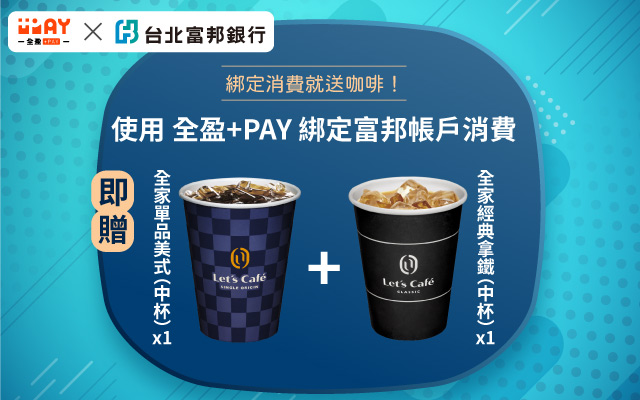 PAY
全盈+PAY
×
台北富邦銀行
綁定消費就送咖啡！
使用 全盈+PAY 綁定富邦帳戶消費
即贈
全家單品美式(中杯)x1
Let's Café
SINGLE ORIGIN
+
Let's Café
CLASSIC
全家經典拿鐵(中杯)x1